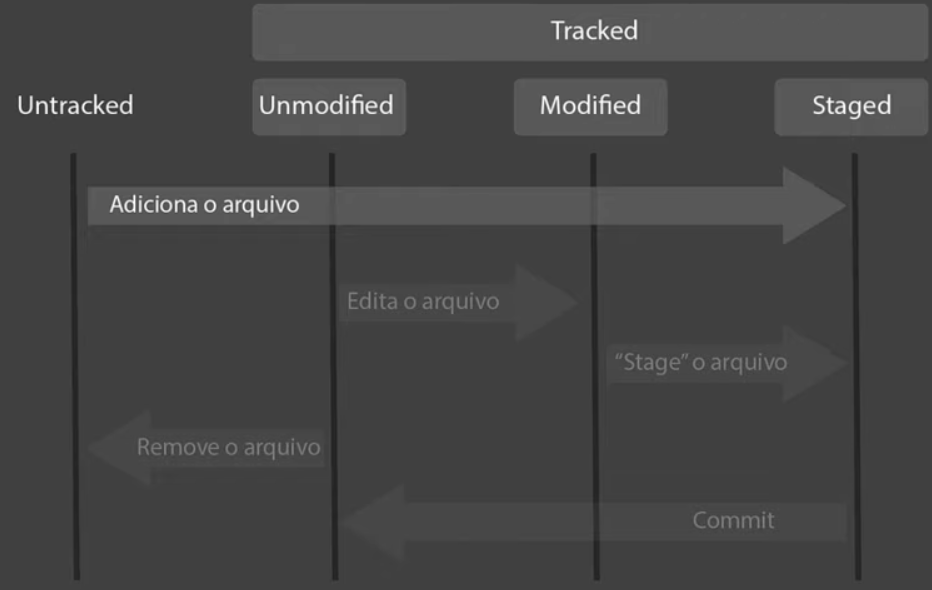 Tracked
Untracked
Unmodified
Modified
Staged
Adiciona o arquivo
Edita o arquivo
“Stage” o arquivo
Remove o arquivo
Commit